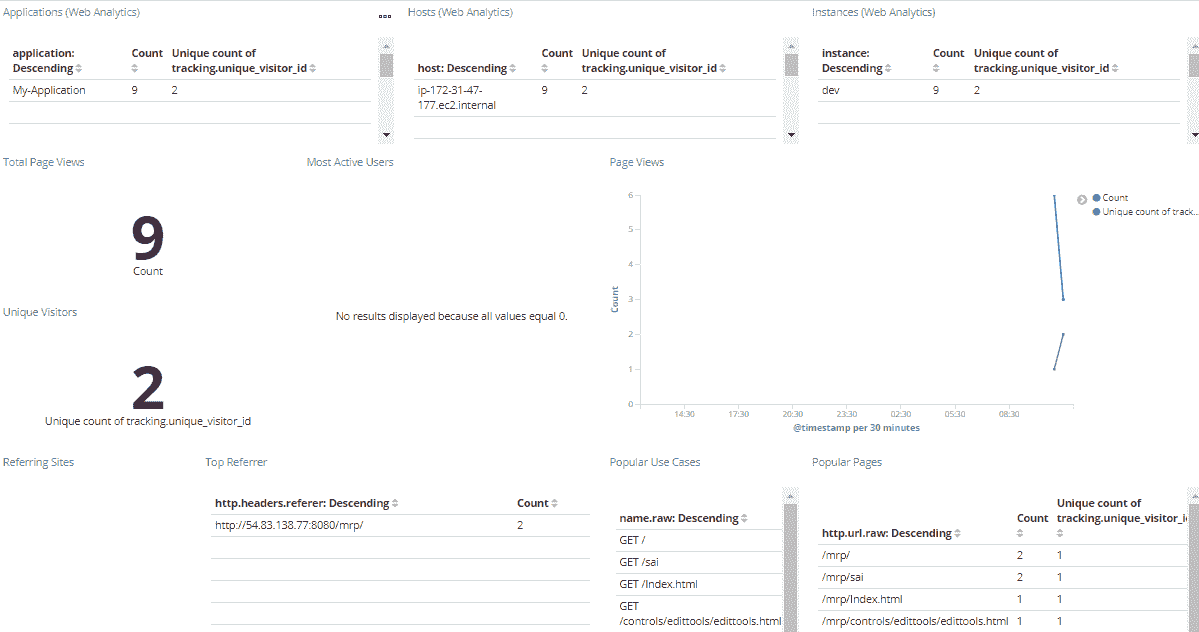 Applications (Web Analytics)
application: Descending Count Unique count of tracking.unique_visitor_id
My-Application 9 2
Hosts (Web Analytics)
host: Descending Count Unique count of tracking.unique_visitor_id
ip-172-31-47-177.ec2.internal 9 2
Instances (Web Analytics)
instance: Descending Count Unique count of tracking.unique_visitor_id
dev 9 2
Total Page Views
9
Count
Unique Visitors
2
Unique count of tracking.unique_visitor_id
Most Active Users
No results displayed because all values equal 0.
Page Views
Count
6
5
4
3
2
1
0
14:30 17:30 20:30 23:30 02:30 05:30 08:30
@timestamp per 30 minutes
Count
Unique count of track...
Referring Sites
Top Referrer
http.headers.referer: Descending Count
http://54.83.138.77:8080/mrp/ 2
Popular Use Cases
name.raw: Descending
GET /
GET /sai
GET /Index.html
GET
/controls/edittools/edittools.html
Popular Pages
http.url.raw: Descending Count Unique count of tracking.unique_visitor_i
/mrp/ 2 1
/mrp/sai 2 1
/mrp/Index.html 1 1
/mrp/controls/edittools/edittools.html 1 1